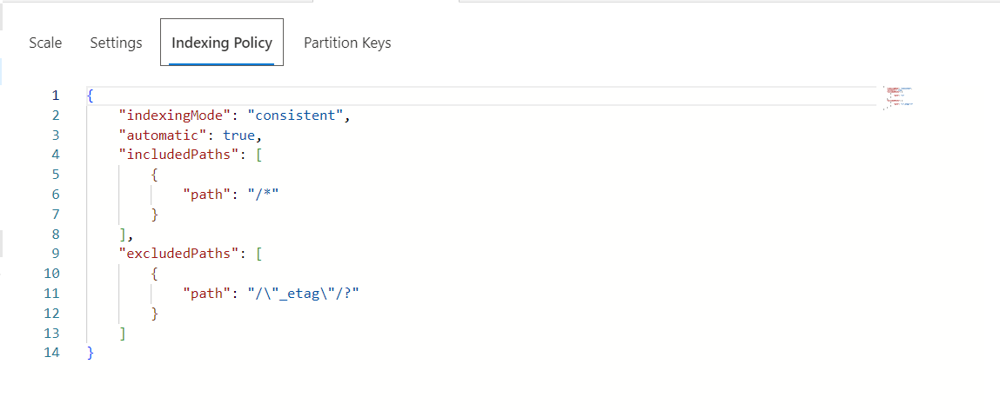 Scale Settings Indexing Policy Partition Keys
1 {
2 "indexingMode": "consistent",
3 "automatic": true,
4 "includedPaths": [
5 {
6 "path": "/*"
7 }
8 ],
9 "excludedPaths": [
10 {
11 "path": "/\"_etag\"/?"
12 }
13 ]
14 }